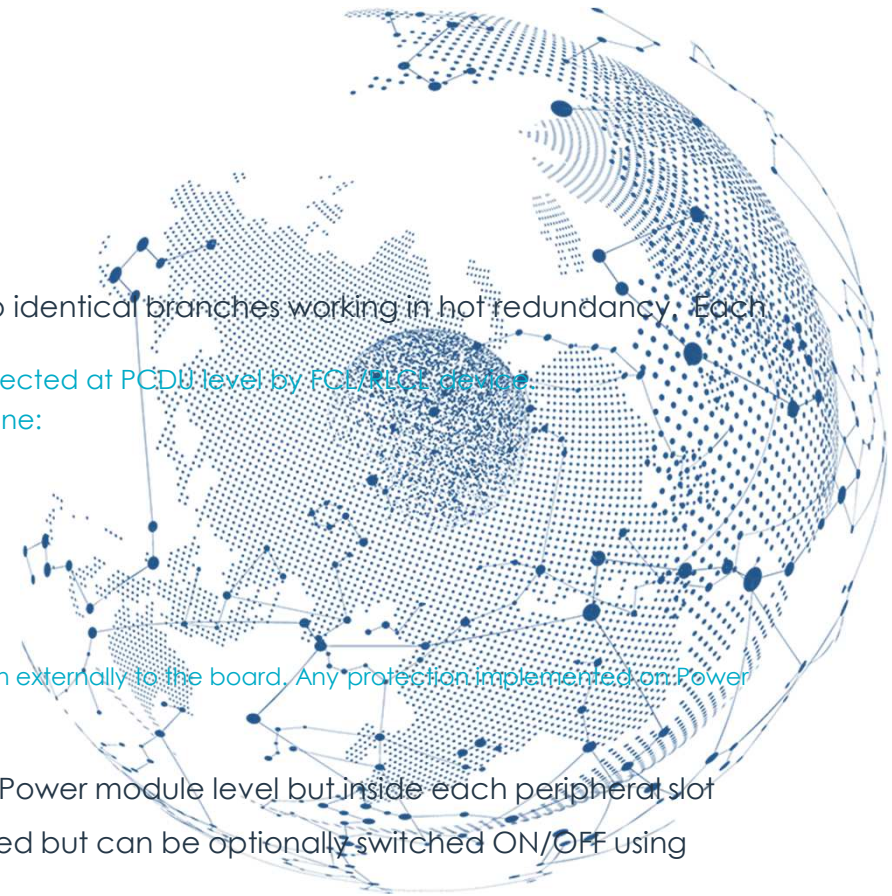 identical branches working in hot redundancy. Each
ected at PCDU level by FCL/RLCL device.
ne:
externally to the board. Any protection implemented on Power
Power module level but inside each peripheral slot
ed but can be optionally switched ON/OFF using